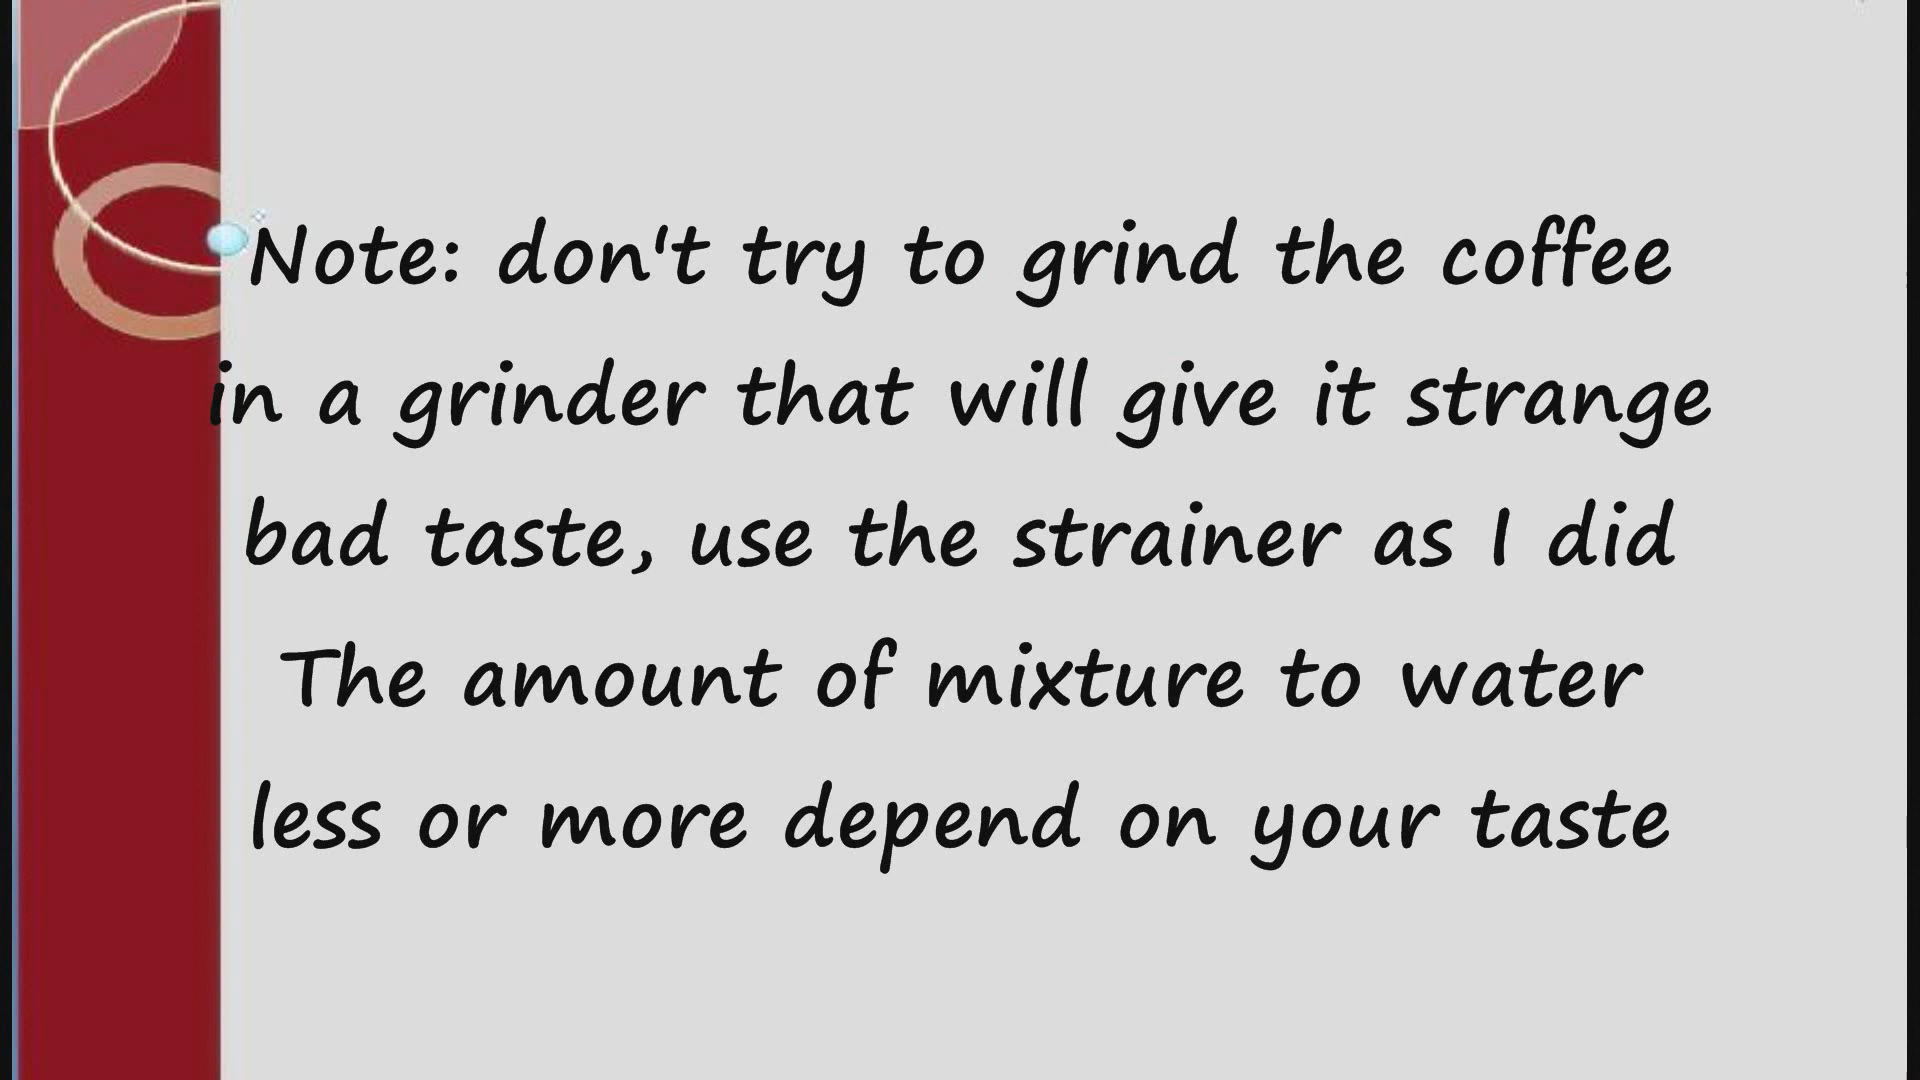 Note: don't try to grind the coffee
in a grinder that will give it strange
bad taste, use the strainer as I did
The amount of mixture to water
less or more depend on your taste